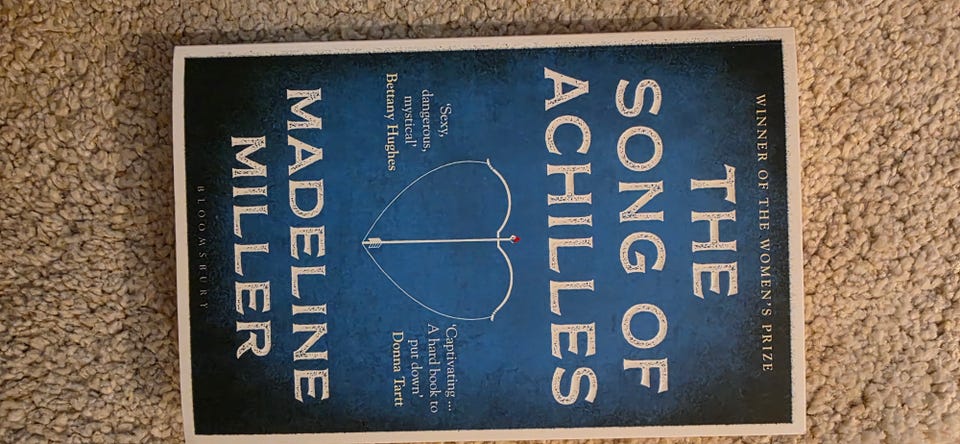 WINNER OF THE WOMEN'S PRIZE
THE
SONG OF
ACHILLES
'Sexy,
dangerous,
mystical'
Bettany Hughes
'Captivating ...
A hard book to
put down'
Donna Tartt
MADELINE
MILLER
BLOOMSBURY